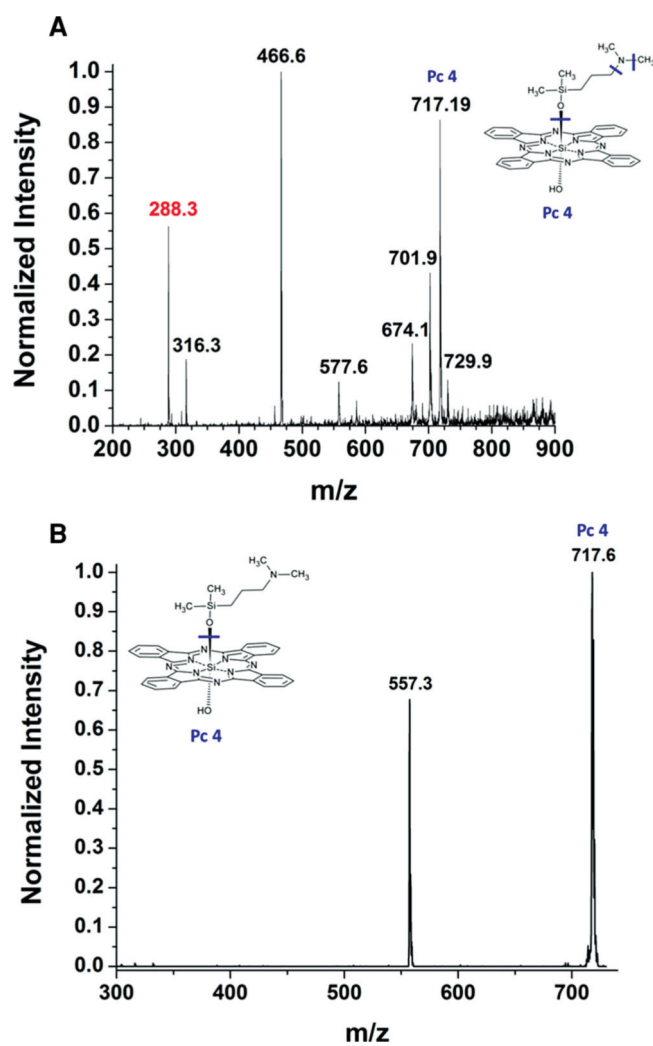 A
466.6
Pc 4
717.19
288.3
701.9
316.3
674.1
577.6
729.9
1.0
0.9
0.8
0.7
0.6
0.5
0.4
0.3
0.2
0.1
0.0
Normalized Intensity
200 300 400 500 600 700 800 900
m/z
CH3
N
CH3
CH3
H3C
Si
O
N
N
N
N
Si
N
N
N
N
HO
Pc 4
B
Pc 4
717.6
557.3
1.0
0.9
0.8
0.7
0.6
0.5
0.4
0.3
0.2
0.1
0.0
Normalized Intensity
300 400 500 600 700
m/z
CH3
N
CH3
CH3
H3C
Si
O
N
N
N
N
Si
N
N
N
N
HO
Pc 4